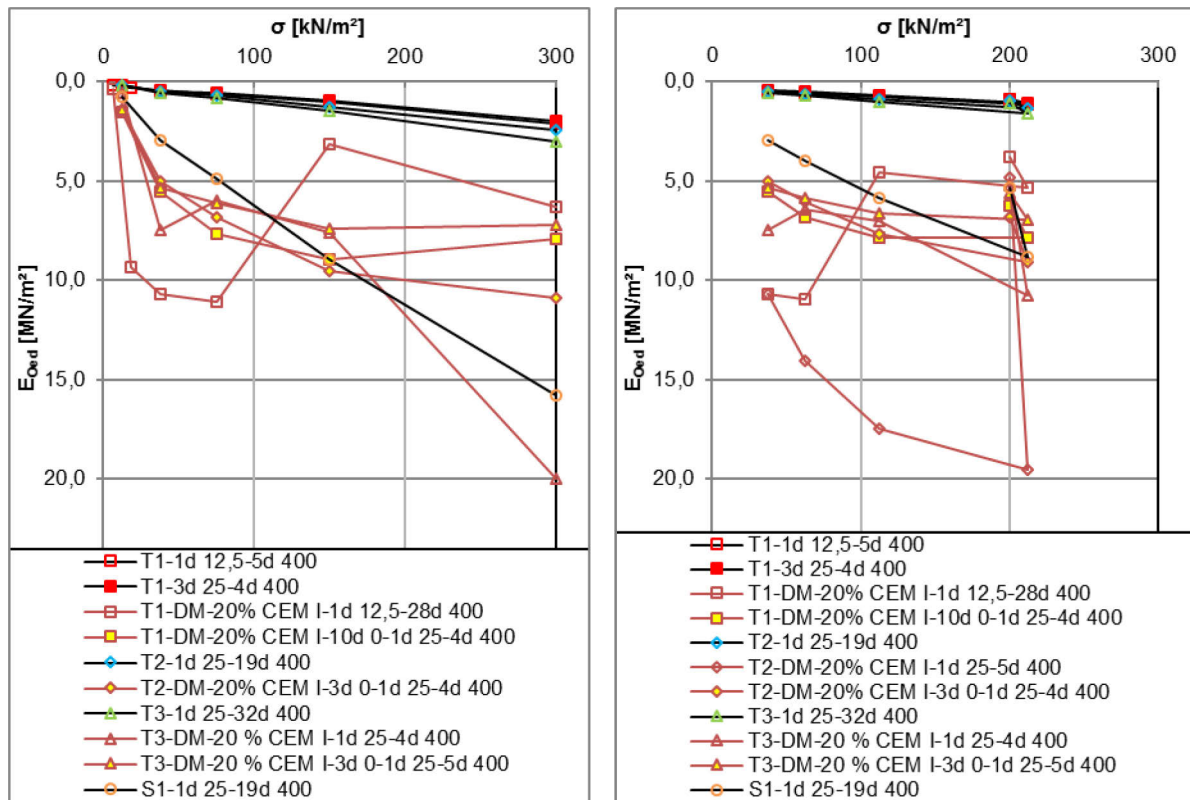 σ [kN/m²]
0 100 200 300
0,0
5,0
10,0
15,0
20,0
E_Oed [MN/m²]
T1-1d 12,5-5d 400
T1-3d 25-4d 400
T1-DM-20% CEM I-1d 12,5-28d 400
T1-DM-20% CEM I-10d 0-1d 25-4d 400
T2-1d 25-19d 400
T2-DM-20% CEM I-3d 0-1d 25-4d 400
T3-1d 25-32d 400
T3-DM-20 % CEM I-1d 25-4d 400
T3-DM-20 % CEM I-3d 0-1d 25-5d 400
S1-1d 25-19d 400
σ [kN/m²]
0 100 200 300
0,0
5,0
10,0
15,0
20,0
E_Oed [MN/m²]
T1-1d 12,5-5d 400
T1-3d 25-4d 400
T1-DM-20% CEM I-1d 12,5-28d 400
T1-DM-20% CEM I-10d 0-1d 25-4d 400
T2-1d 25-19d 400
T2-DM-20% CEM I-1d 25-5d 400
T2-DM-20% CEM I-3d 0-1d 25-4d 400
T3-1d 25-32d 400
T3-DM-20 % CEM I-1d 25-4d 400
T3-DM-20 % CEM I-3d 0-1d 25-5d 400
S1-1d 25-19d 400